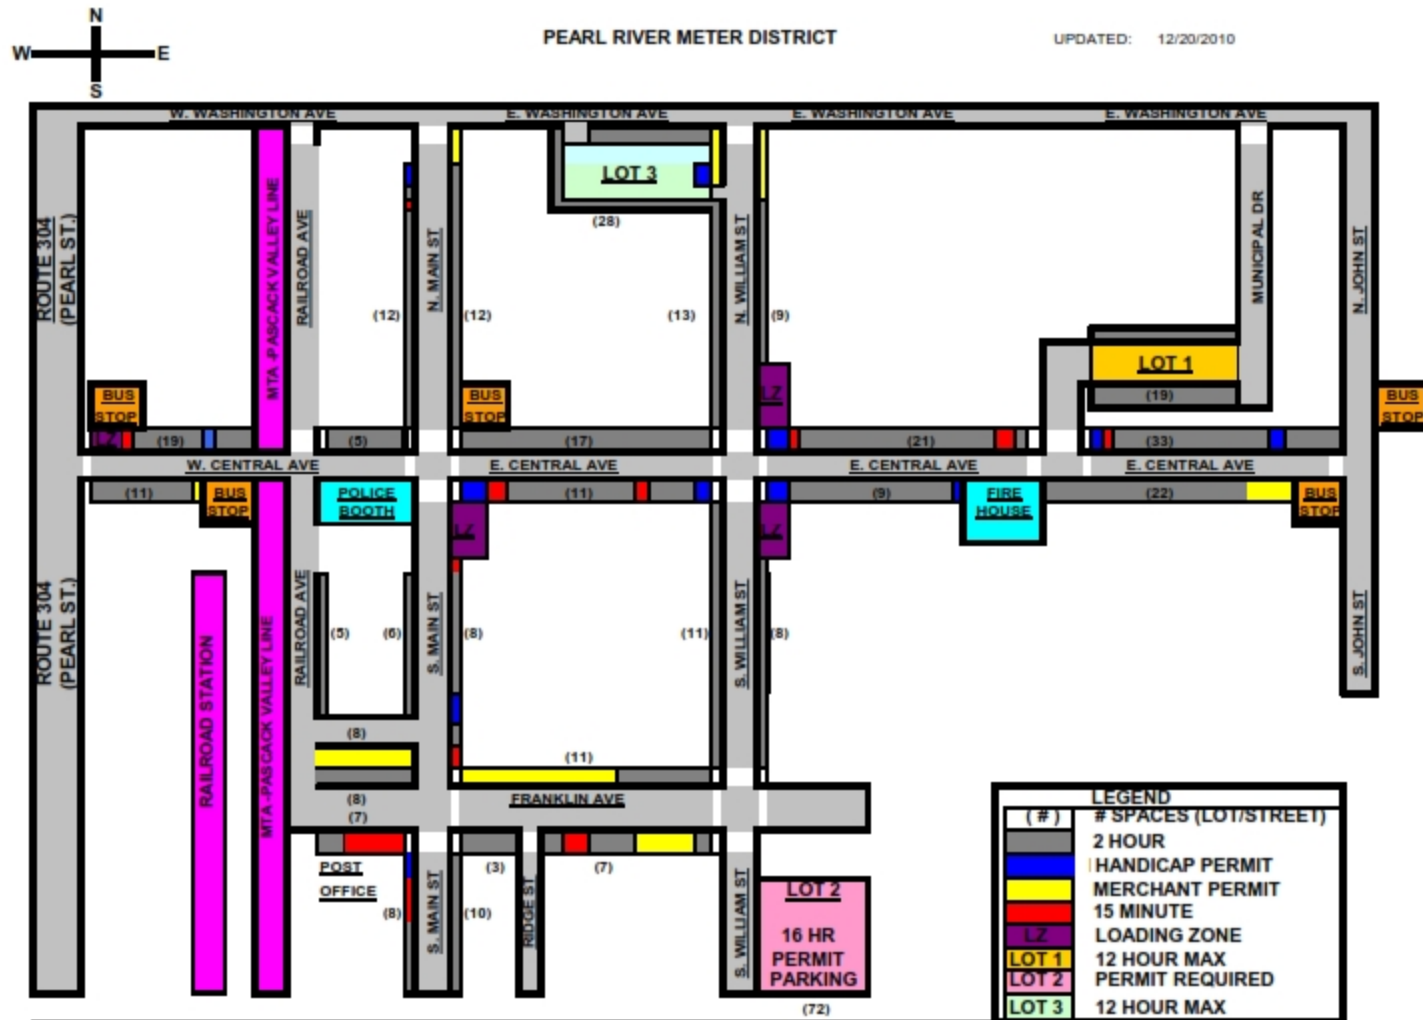 N
W E
S
PEARL RIVER METER DISTRICT
UPDATED: 12/20/2010
W. WASHINGTON AVE
E. WASHINGTON AVE
E. WASHINGTON AVE
E. WASHINGTON AVE
ROUTE 304
(PEARL ST.)
MTA -PASCACK VALLEY LINE
RAILROAD AVE
N. MAIN ST
LOT 3
(28)
N. WILLIAM ST
MUNICIPAL DR
N. JOHN ST
(12)
(12)
(13)
(9)
LOT 1
(19)
BUS
STOP
BUS
STOP
LZ
BUS
STOP
LZ
(19)
(5)
(17)
(21)
(33)
W. CENTRAL AVE
E. CENTRAL AVE
E. CENTRAL AVE
E. CENTRAL AVE
(11)
BUS
STOP
POLICE
BOOTH
(11)
(9)
FIRE
HOUSE
(22)
BUS
STOP
LZ
LZ
ROUTE 304
(PEARL ST.)
RAILROAD STATION
MTA -PASCACK VALLEY LINE
RAILROAD AVE
(5)
(6)
S. MAIN ST
(8)
(11)
S. WILLIAM ST
(8)
S. JOHN ST
(8)
(11)
(8)
FRANKLIN AVE
(7)
POST
OFFICE
(8)
S. MAIN ST
(3)
(10)
RIDGE ST
(7)
S. WILLIAM ST
LOT 2
16 HR
PERMIT
PARKING
(72)
LEGEND
( # ) # SPACES (LOT/STREET)
2 HOUR
HANDICAP PERMIT
MERCHANT PERMIT
15 MINUTE
LZ LOADING ZONE
LOT 1 12 HOUR MAX
LOT 2 PERMIT REQUIRED
LOT 3 12 HOUR MAX